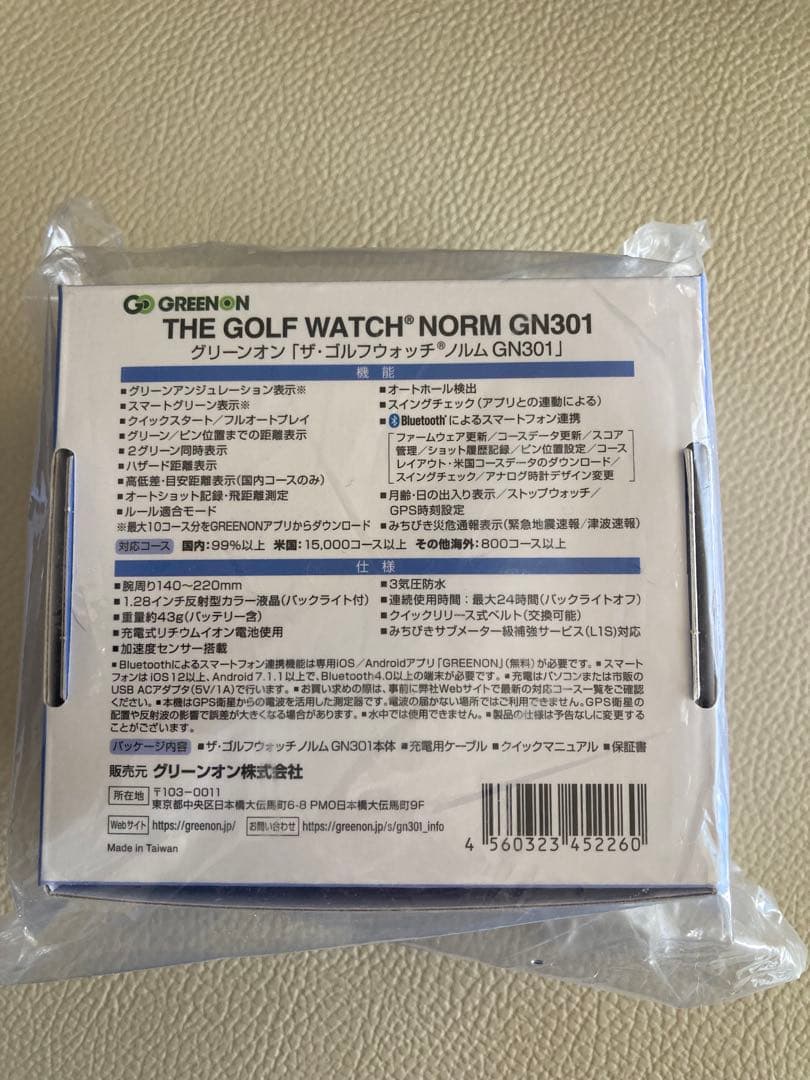 GREENON
THE GOLF WATCH® NORM GN301
グリーンオン「ザ・ゴルフウォッチ®ノルム GN301」
機能
■グリーンアンジュレーション表示※
■スマートグリーン表示※
■クイックスタート/フルオートプレイ
■グリーン/ピン位置までの距離表示
■2グリーン同時表示
■ハザード距離表示
■高低差・目安距離表示(国内コースのみ)
■オートショット記録・飛距離測定
■ルール適合モード
※最大10コース分をGREENONアプリからダウンロード
■オートホール検出
■スイングチェック(アプリとの連動による)
■Bluetooth®によるスマートフォン連携
ファームウェア更新/コースデータ更新/スコア
管理/ショット履歴記録/ピン位置設定/コース
レイアウト・米国コースデータのダウンロード/
スイングチェック/アナログ時計デザイン変更
■月齢・日の出入り表示/ストップウォッチ/
GPS時刻設定
■みちびき災危通報表示(緊急地震速報/津波速報)
対応コース 国内:99%以上 米国:15,000コース以上 その他海外:800コース以上
仕様
■腕周り140〜220mm
■1.28インチ反射型カラー液晶(バックライト付)
■重量約43g(バッテリー含)
■充電式リチウムイオン電池使用
■加速度センサー搭載
■3気圧防水
■連続使用時間:最大24時間(バックライトオフ)
■クイックリリース式ベルト(交換可能)
■みちびきサブメーター級補強サービス(L1S)対応
■Bluetoothによるスマートフォン連携機能は専用iOS/Androidアプリ「GREENON」(無料)が必要です。■スマート
フォンはiOS12以上、Android7.1.1以上で、Bluetooth4.0以上の端末が必要です。■充電はパソコンまたは市販の
USB ACアダプタ(5V/1A)で行います。■お買い求めの際は、事前に弊社Webサイトで最新の対応コース一覧をご確認
ください。■本機はGPS衛星からの電波を活用した測定器です。電波の届かない場所ではご利用できません。GPS衛星の
配置や反射波の影響で誤差が大きくなる場合があります。■水中では使用できません。■製品の仕様は予告なしに変更する
ことがございます。
パッケージ内容 ■ザ・ゴルフウォッチノルムGN301本体 ■充電用ケーブル ■クイックマニュアル ■保証書
販売元 グリーンオン株式会社
所在地 〒103-0011
東京都中央区日本橋大伝馬町6-8 PMO日本橋大伝馬町9F
Webサイト https://greenon.jp/ お問い合わせ https://greenon.jp/s/gn301_info
Made in Taiwan
4 560323 452260